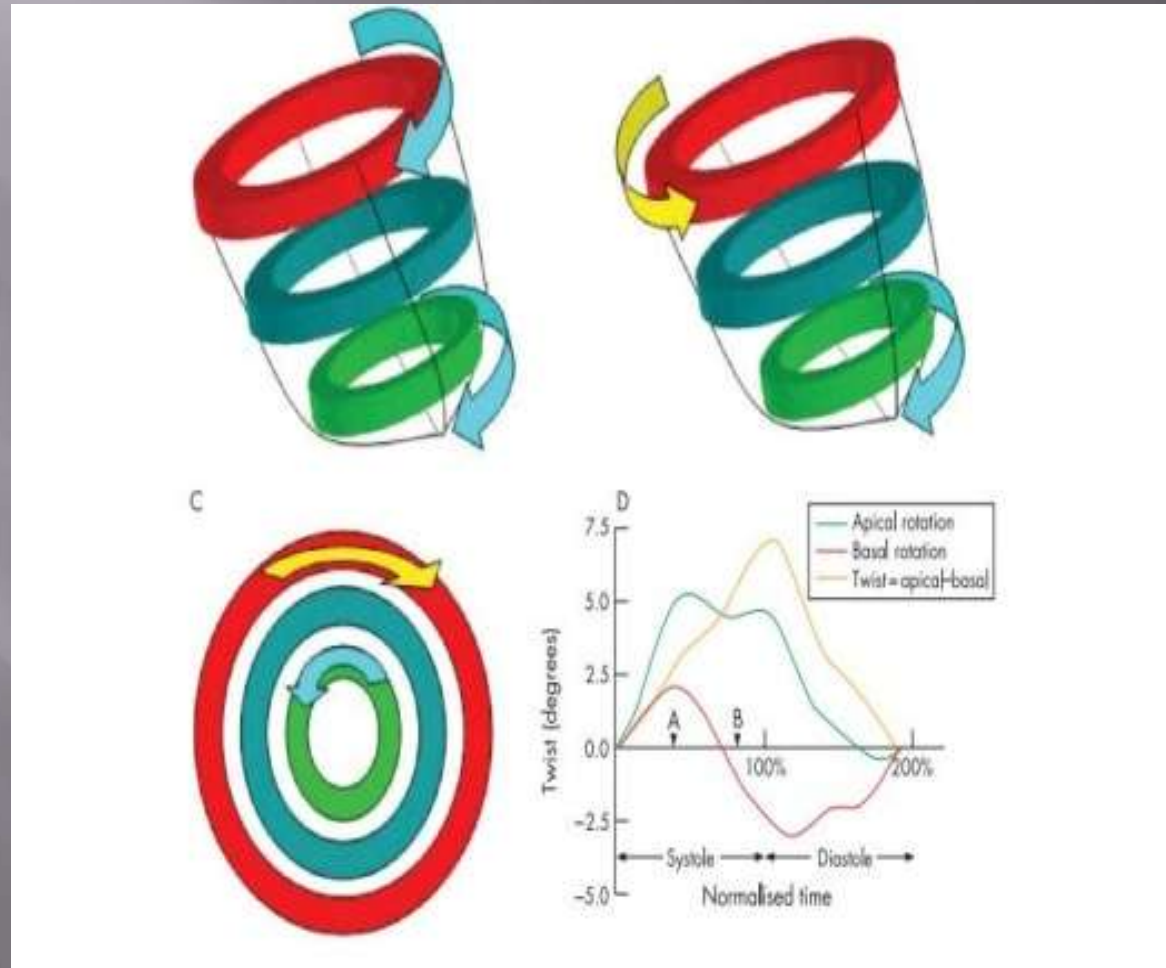 C
D
7.5
5.0
2.5
0.0
−2.5
−5.0
Twist (degrees)
Apical rotation
Basal rotation
Twist = apical–basal
A
B
100%
200%
Systole
Diastole
Normalised time